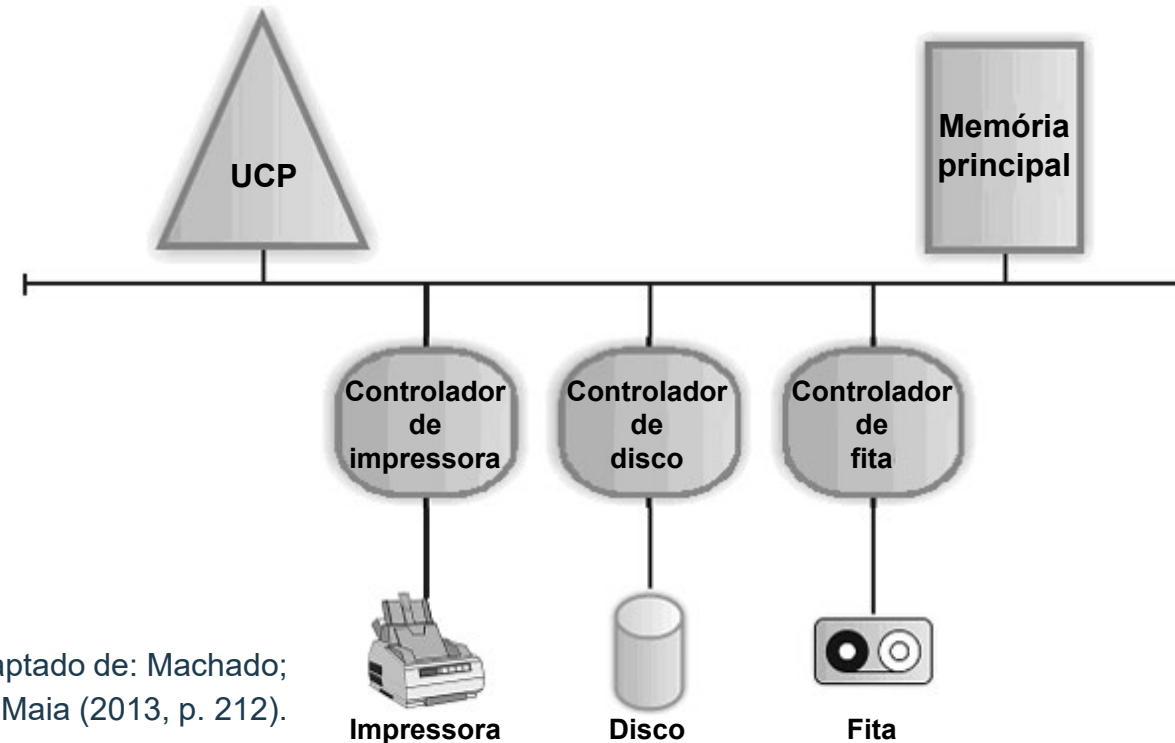 UCP
Memória
principal
Controlador
de
impressora
Controlador
de
disco
Controlador
de
fita
Machado;
Maia (2013, p. 212).
de:
Impressora
Disco
Fita